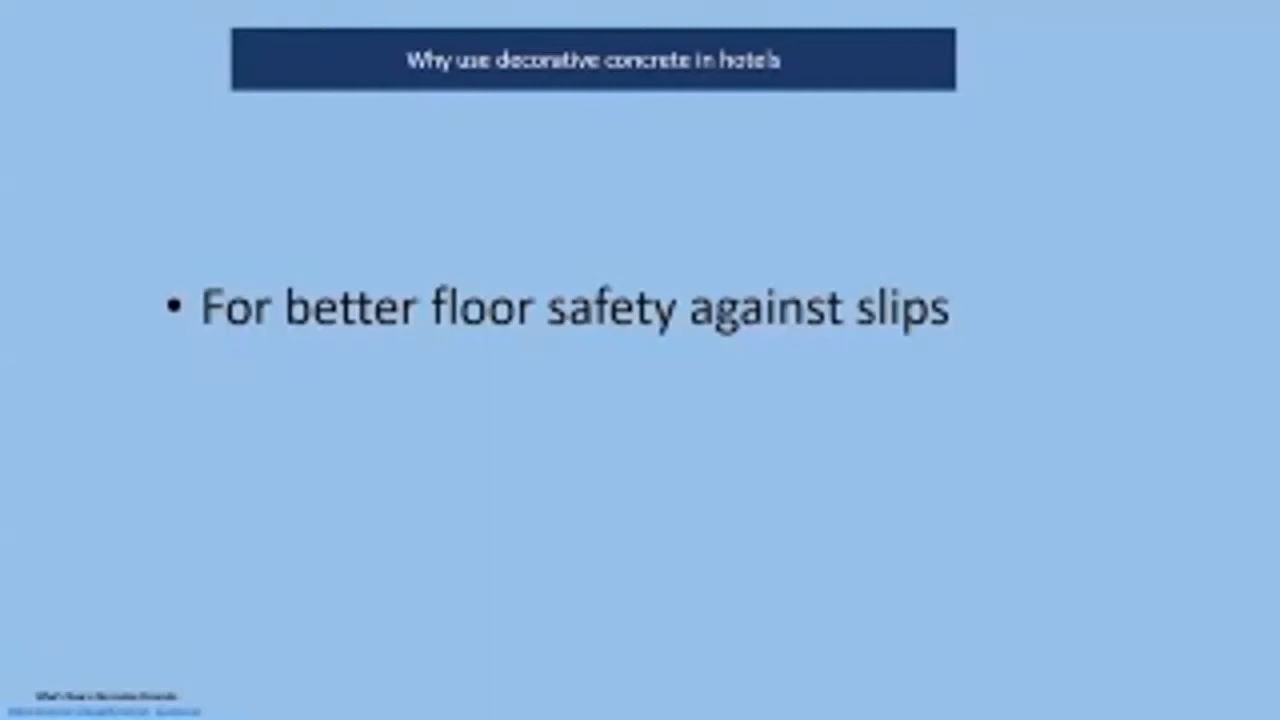 Why use decorative concrete in hotels
• For better floor safety against slips